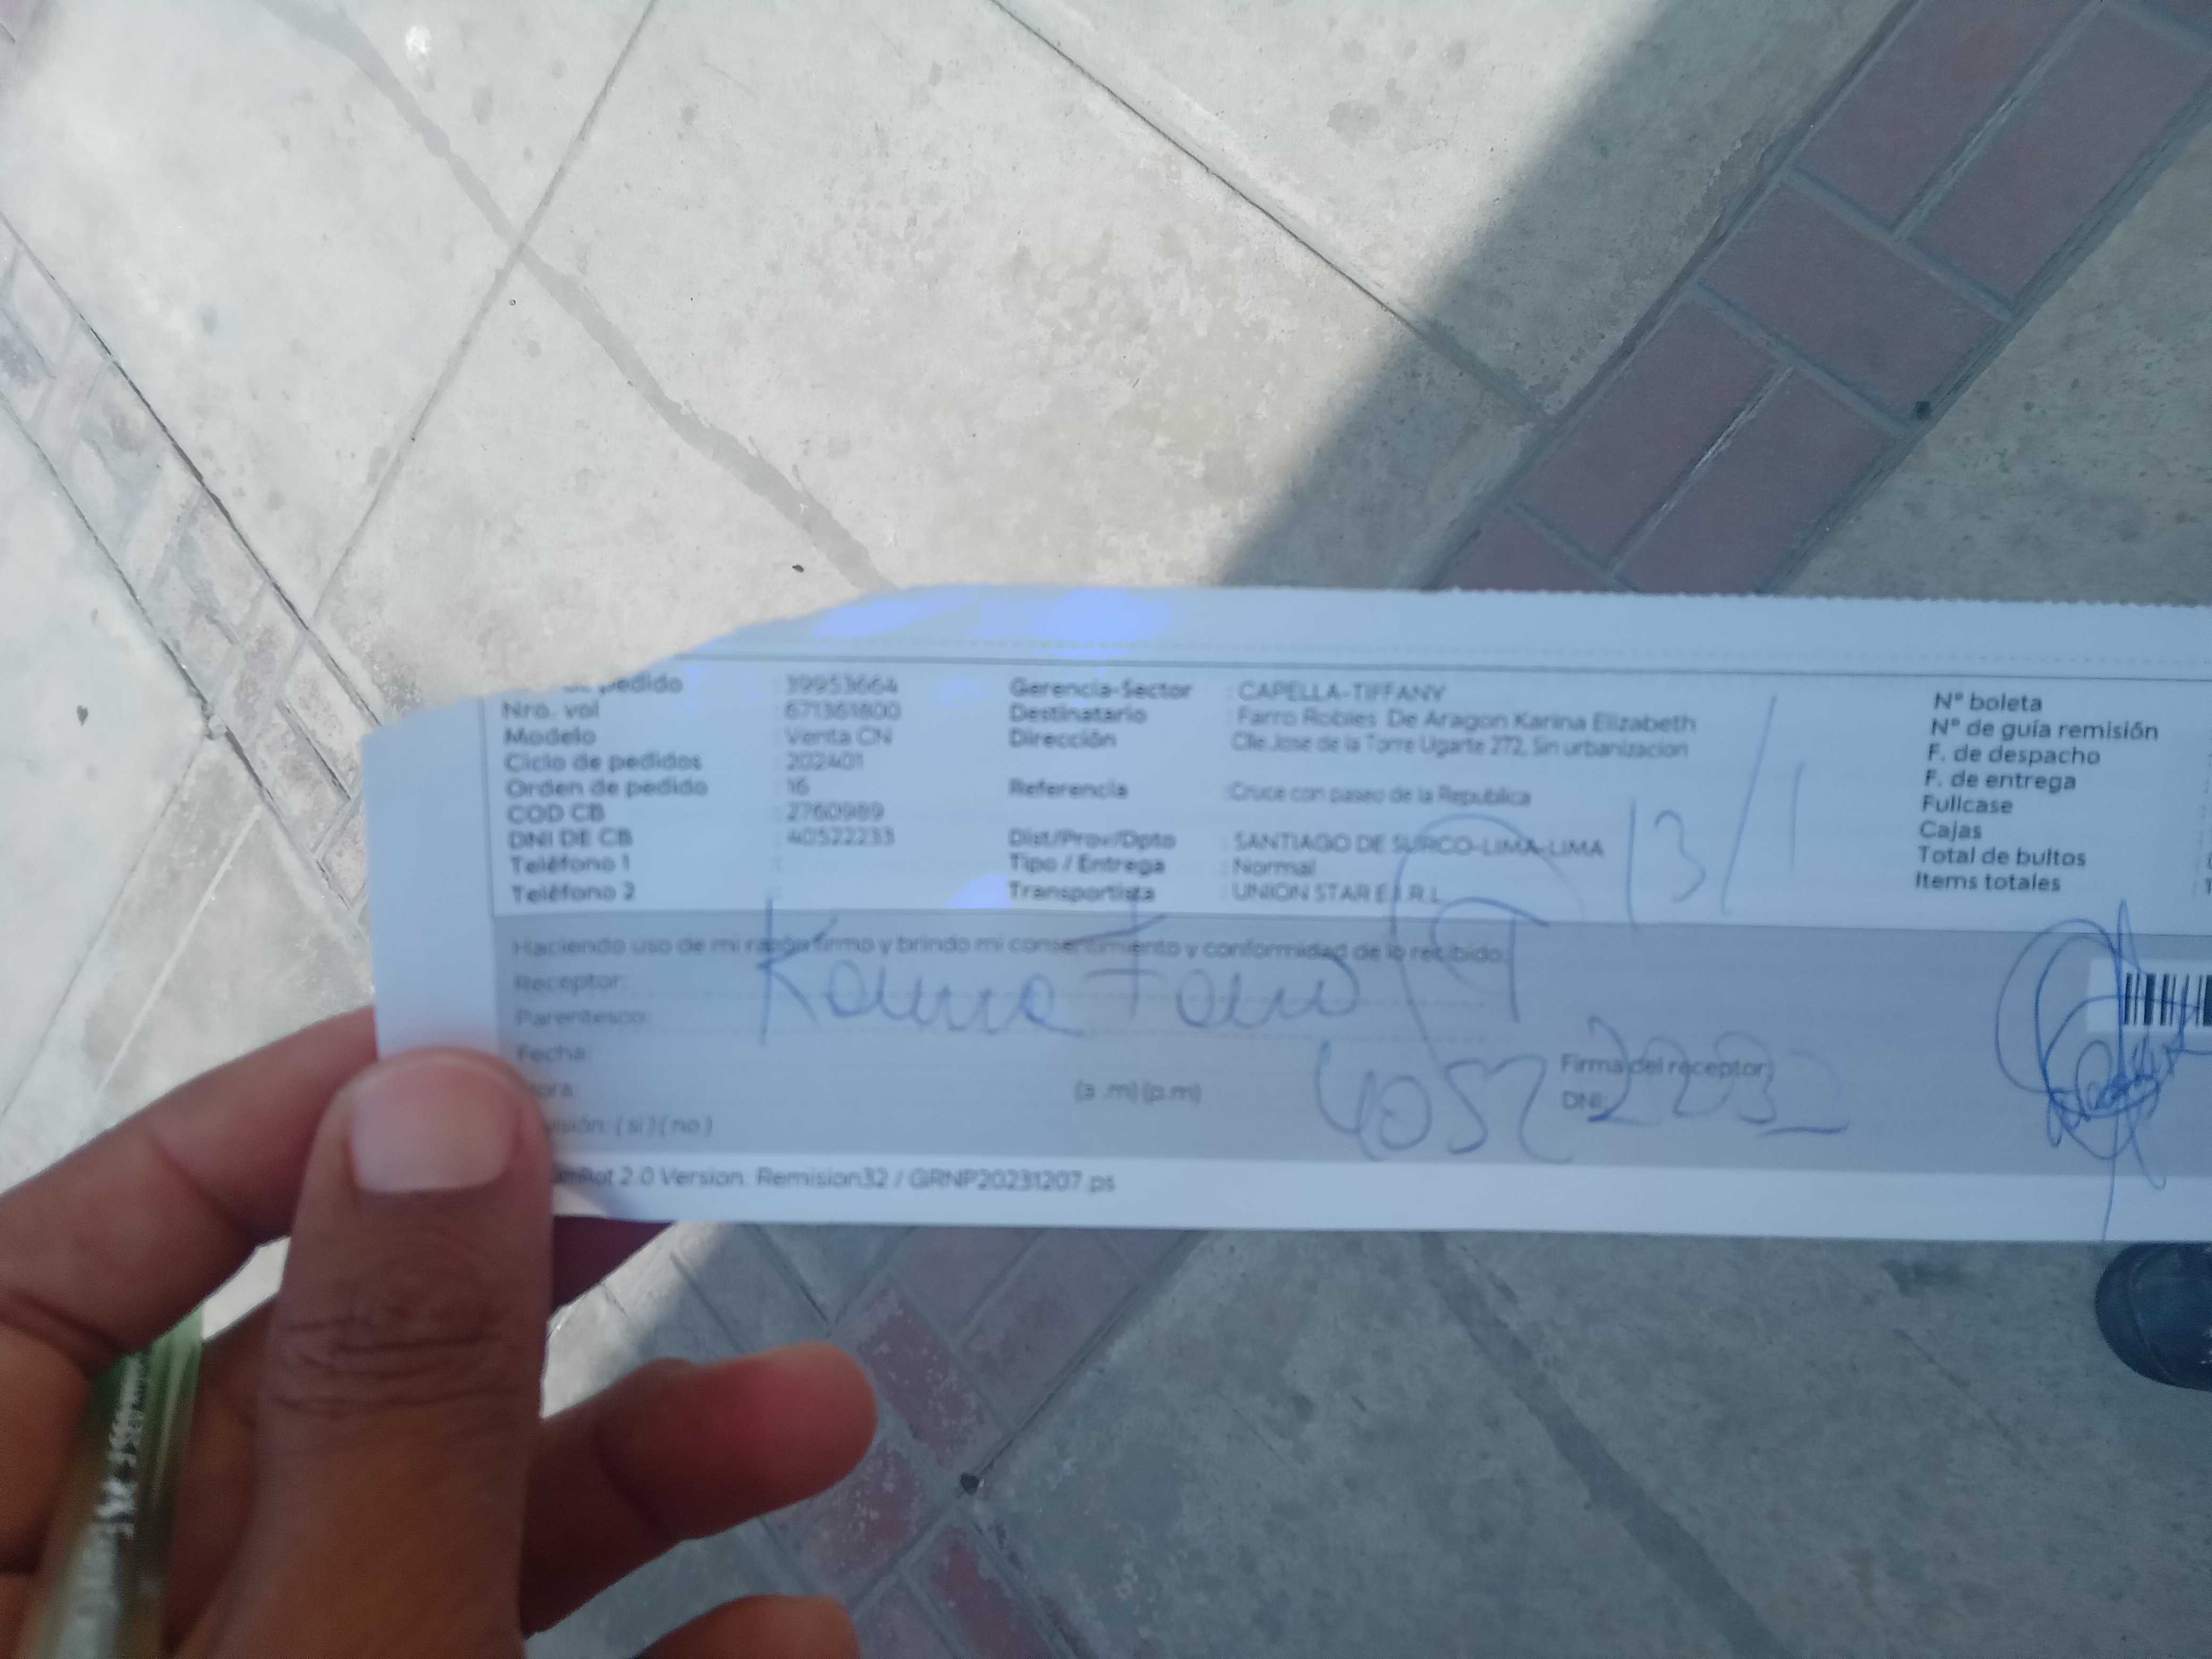 pedido : 39953664 Gerencia-Sector : CAPELLA-TIFFANY N° boleta
Nro. vol : 671361800 Destinatario : Farro Robles De Aragon Karina Elizabeth N° de guía remisión
Modelo : Venta CN Dirección Clle.Jose de la Torre Ugarte 272, Sin urbanizacion F. de despacho
Ciclo de pedidos : 202401 F. de entrega
Orden de pedido : 16 Referencia :Cruce con paseo de la Republica Fullcase
COD CB : 2760989 Cajas
DNI DE CB : 40522233 Dist/Prov/Dpto : SANTIAGO DE SURCO-LIMA-LIMA Total de bultos
Teléfono 1 : Tipo / Entrega : Normal Items totales
Teléfono 2 Transportista : UNION STAR E.I.R.L
13/1
Haciendo uso de mi razón firmo y brindo mi consentimiento y conformidad de lo recibido:
Receptor: Karina Farro
Parentesco:
Fecha
ora (a .m) (p.m) Firma del receptor
DNI: 40522232
sión: ( si ) ( no )
Rot 2.0 Version: Remision32 / GRNP20231207.ps